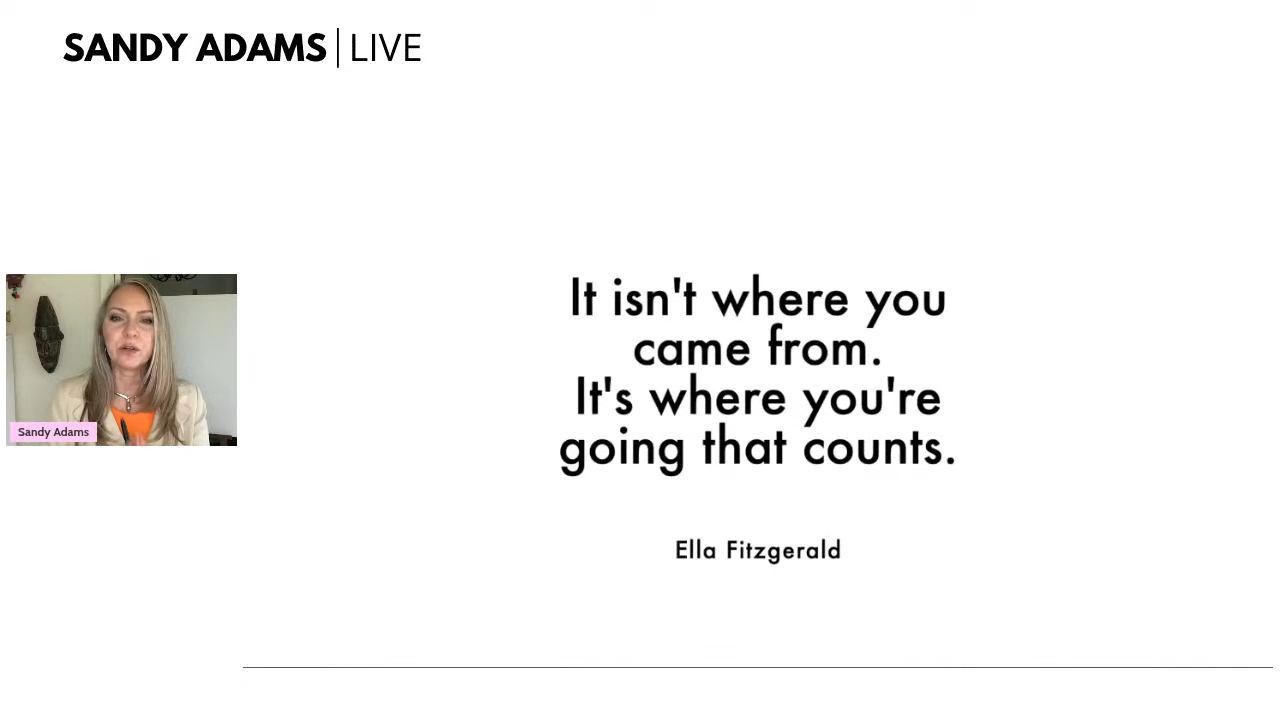 SANDY ADAMS | LIVE
It isn't where you
came from.
It's where you're
going that counts.
Ella Fitzgerald
Sandy Adams